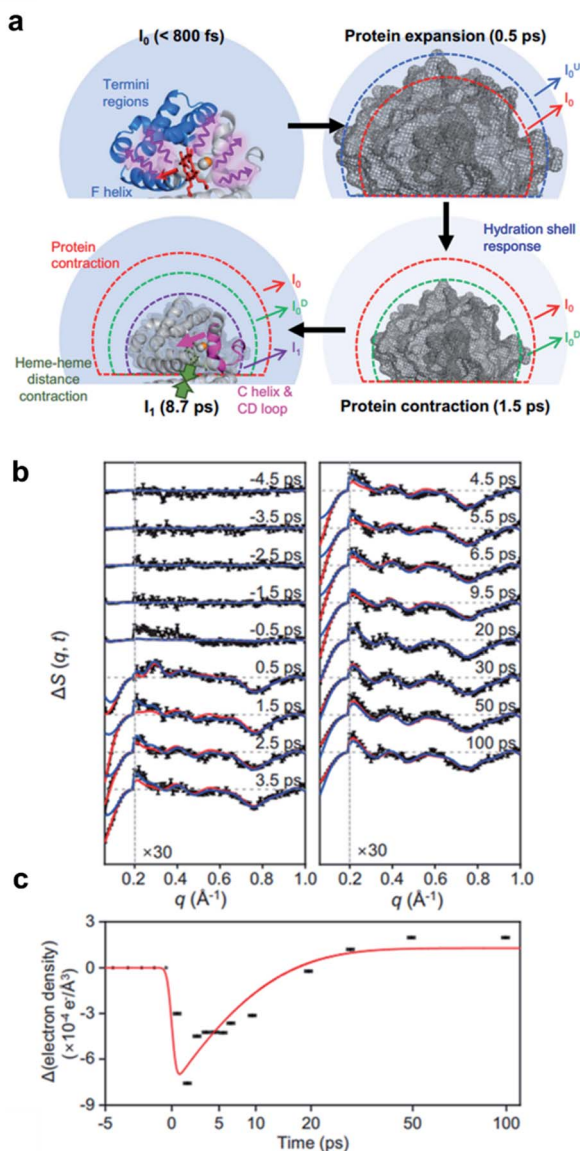 a
I₀ (< 800 fs)
Protein expansion (0.5 ps)
Termini
regions
F helix
I₀ᵁ
I₀
Hydration shell
response
Protein
contraction
I₀
I₀ᴰ
I₁
Heme-heme
distance
contraction
C helix &
CD loop
I₁ (8.7 ps)
I₀
I₀ᴰ
Protein contraction (1.5 ps)
b
ΔS (q, t)
-4.5 ps
-3.5 ps
-2.5 ps
-1.5 ps
-0.5 ps
0.5 ps
1.5 ps
2.5 ps
3.5 ps
×30
0.2 0.4 0.6 0.8 1.0
q (Å⁻¹)
4.5 ps
5.5 ps
6.5 ps
9.5 ps
20 ps
30 ps
50 ps
100 ps
×30
0.2 0.4 0.6 0.8 1.0
q (Å⁻¹)
c
Δ(electron density)
(×10⁻⁴ e⁻/Å³)
3
0
-3
-6
-9
-5 0 5 10 20 50 100
Time (ps)